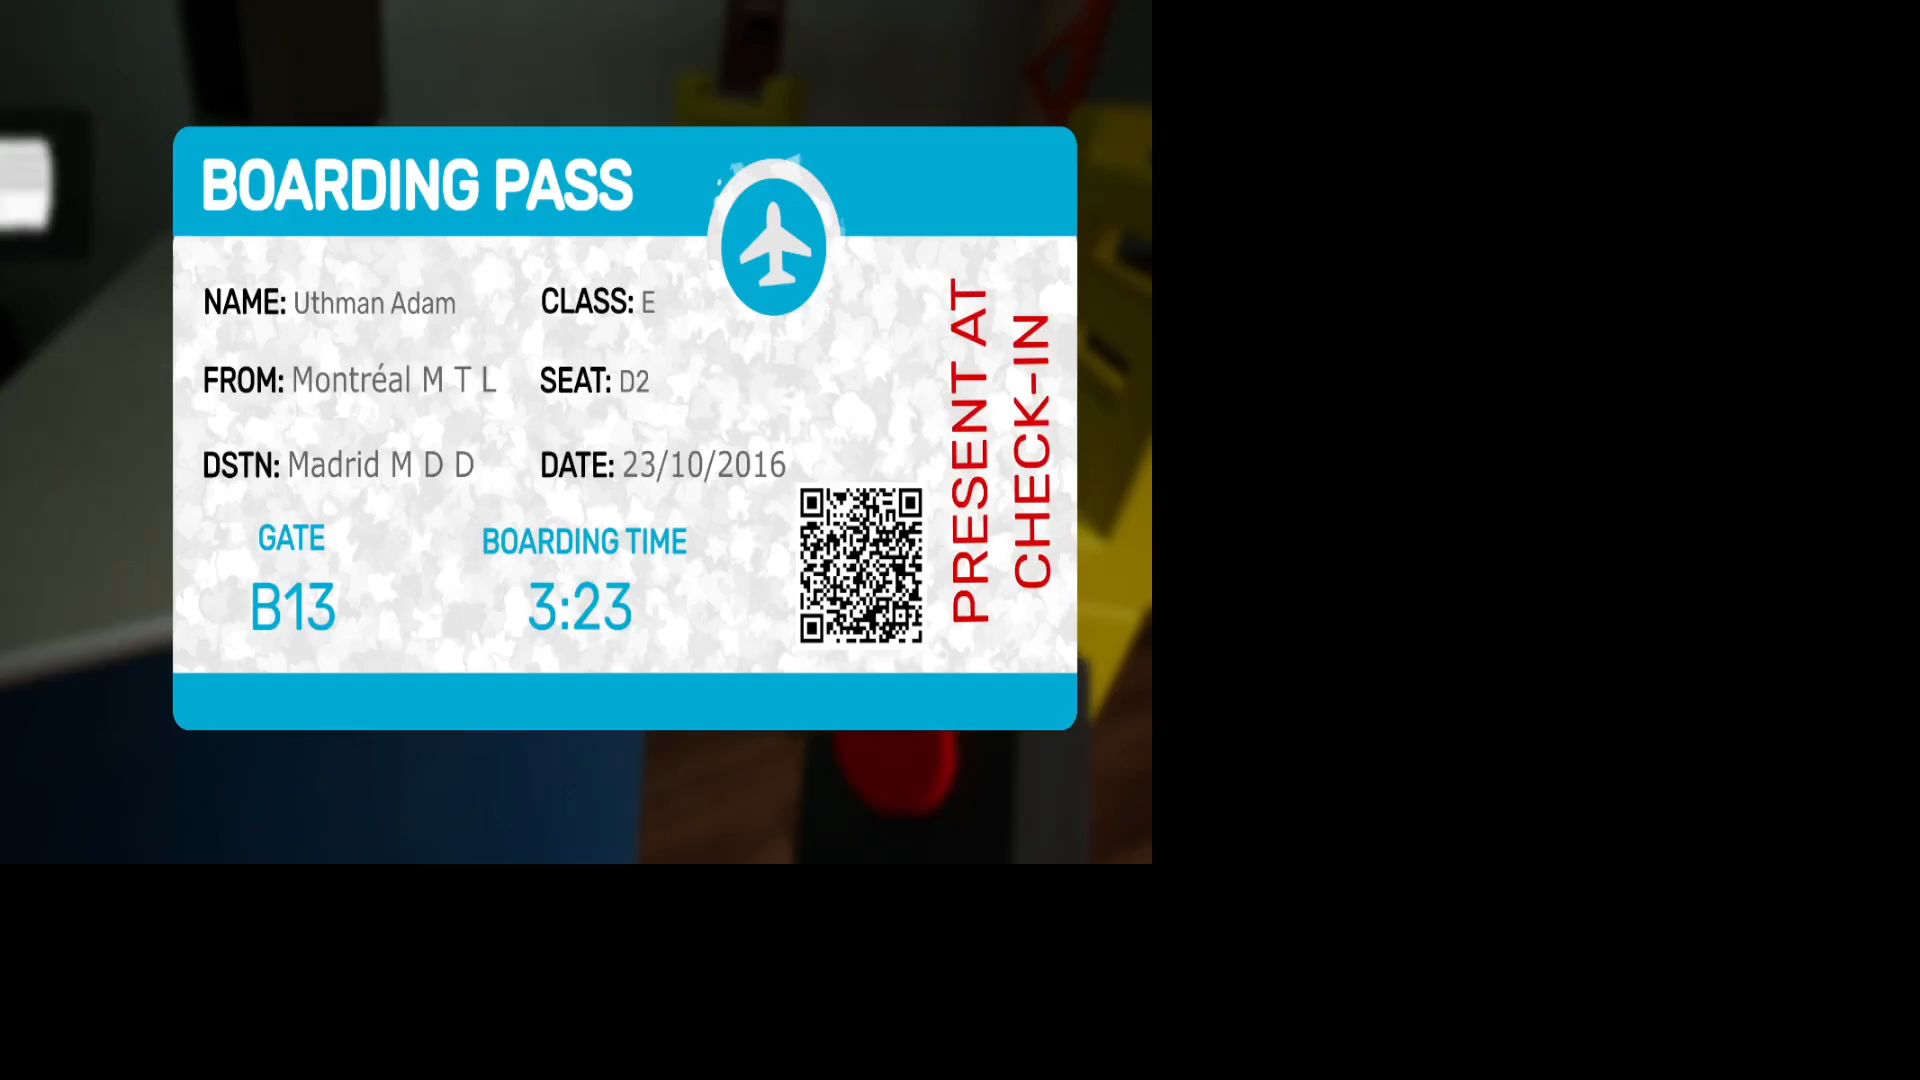 BOARDING PASS
NAME: Uthman Adam
CLASS: E
FROM: Montréal M T L
SEAT: D2
DSTN: Madrid M D D
DATE: 23/10/2016
GATE
B13
BOARDING TIME
3:23
PRESENT AT
CHECK-IN